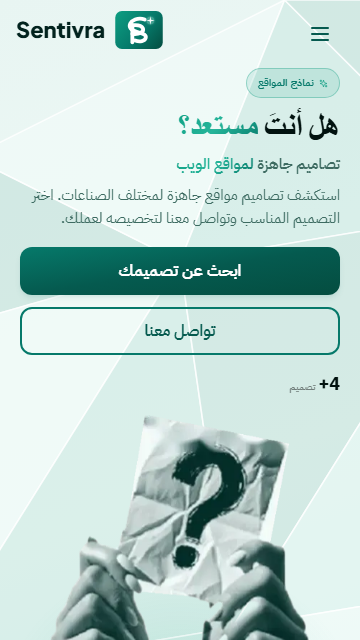 Sentivra
نماذج المواقع
هل أنتَ مستعد؟
تصاميم جاهزة لمواقع الويب
استكشف تصاميم مواقع جاهزة لمختلف الصناعات. اختر
التصميم المناسب وتواصل معنا لتخصيصه لعملك.
ابحث عن تصميمك
تواصل معنا
4+ تصميم
?